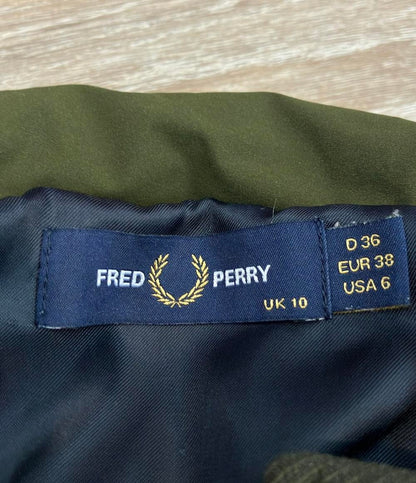 FRED PERRY
UK 10
D 36
EUR 38
USA 6